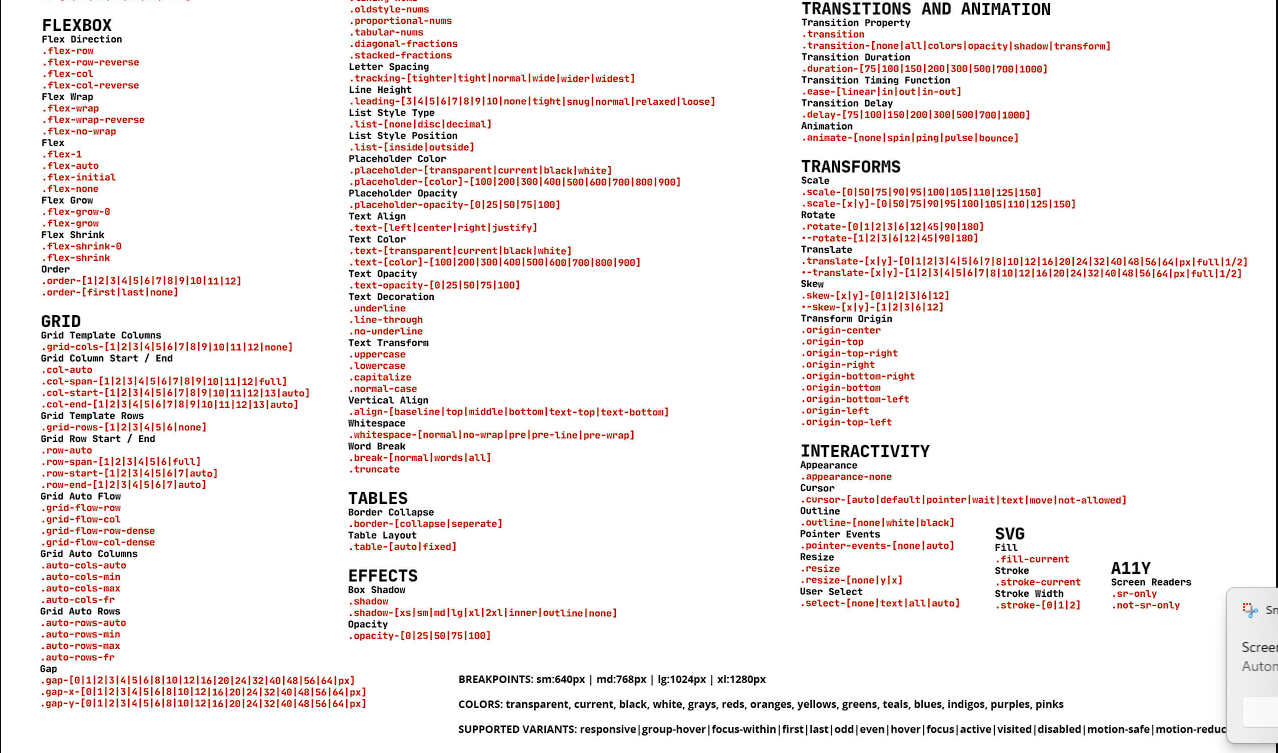 FLEXBOX
Flex Direction
.flex-row
.flex-row-reverse
.flex-col
.flex-col-reverse
Flex Wrap
.flex-wrap
.flex-wrap-reverse
.flex-no-wrap
Flex
.flex-1
.flex-auto
.flex-initial
.flex-none
Flex Grow
.flex-grow-0
.flex-grow
Flex Shrink
.flex-shrink-0
.flex-shrink
Order
.order-[1|2|3|4|5|6|7|8|9|10|11|12]
.order-[first|last|none]
GRID
Grid Template Columns
.grid-cols-[1|2|3|4|5|6|7|8|9|10|11|12|none]
Grid Column Start / End
.col-auto
.col-span-[1|2|3|4|5|6|7|8|9|10|11|12|full]
.col-start-[1|2|3|4|5|6|7|8|9|10|11|12|13|auto]
.col-end-[1|2|3|4|5|6|7|8|9|10|11|12|13|auto]
Grid Template Rows
.grid-rows-[1|2|3|4|5|6|none]
Grid Row Start / End
.row-auto
.row-span-[1|2|3|4|5|6|full]
.row-start-[1|2|3|4|5|6|7|auto]
.row-end-[1|2|3|4|5|6|7|auto]
Grid Auto Flow
.grid-flow-row
.grid-flow-col
.grid-flow-row-dense
.grid-flow-col-dense
Grid Auto Columns
.auto-cols-auto
.auto-cols-min
.auto-cols-max
.auto-cols-fr
Grid Auto Rows
.auto-rows-auto
.auto-rows-min
.auto-rows-max
.auto-rows-fr
Gap
.gap-[0|1|2|3|4|5|6|8|10|12|16|20|24|32|40|48|56|64|px]
.gap-x-[0|1|2|3|4|5|6|8|10|12|16|20|24|32|40|48|56|64|px]
.gap-y-[0|1|2|3|4|5|6|8|10|12|16|20|24|32|40|48|56|64|px]
.oldstyle-nums
.proportional-nums
.tabular-nums
.diagonal-fractions
.stacked-fractions
Letter Spacing
.tracking-[tighter|tight|normal|wide|wider|widest]
Line Height
.leading-[3|4|5|6|7|8|9|10|none|tight|snug|normal|relaxed|loose]
List Style Type
.list-[none|disc|decimal]
List Style Position
.list-[inside|outside]
Placeholder Color
.placeholder-[transparent|current|black|white]
.placeholder-[color]-[100|200|300|400|500|600|700|800|900]
Placeholder Opacity
.placeholder-opacity-[0|25|50|75|100]
Text Align
.text-[left|center|right|justify]
Text Color
.text-[transparent|current|black|white]
.text-[color]-[100|200|300|400|500|600|700|800|900]
Text Opacity
.text-opacity-[0|25|50|75|100]
Text Decoration
.underline
.line-through
.no-underline
Text Transform
.uppercase
.lowercase
.capitalize
.normal-case
Vertical Align
.align-[baseline|top|middle|bottom|text-top|text-bottom]
Whitespace
.whitespace-[normal|no-wrap|pre|pre-line|pre-wrap]
Word Break
.break-[normal|words|all]
.truncate
TABLES
Border Collapse
.border-[collapse|seperate]
Table Layout
.table-[auto|fixed]
EFFECTS
Box Shadow
.shadow
.shadow-[xs|sm|md|lg|xl|2xl|inner|outline|none]
Opacity
.opacity-[0|25|50|75|100]
TRANSITIONS AND ANIMATION
Transition Property
.transition
.transition-[none|all|colors|opacity|shadow|transform]
Transition Duration
.duration-[75|100|150|200|300|500|700|1000]
Transition Timing Function
.ease-[linear|in|out|in-out]
Transition Delay
.delay-[75|100|150|200|300|500|700|1000]
Animation
.animate-[none|spin|ping|pulse|bounce]
TRANSFORMS
Scale
.scale-[0|50|75|90|95|100|105|110|125|150]
.scale-[x|y]-[0|50|75|90|95|100|105|110|125|150]
Rotate
.rotate-[0|1|2|3|6|12|45|90|180]
.-rotate-[1|2|3|6|12|45|90|180]
Translate
.translate-[x|y]-[0|1|2|3|4|5|6|7|8|10|12|16|20|24|32|40|48|56|64|px|full|1/2]
.-translate-[x|y]-[1|2|3|4|5|6|7|8|10|12|16|20|24|32|40|48|56|64|px|full|1/2]
Skew
.skew-[x|y]-[0|1|2|3|6|12]
.-skew-[x|y]-[1|2|3|6|12]
Transform Origin
.origin-center
.origin-top
.origin-top-right
.origin-right
.origin-bottom-right
.origin-bottom
.origin-bottom-left
.origin-left
.origin-top-left
INTERACTIVITY
Appearance
.appearance-none
Cursor
.cursor-[auto|default|pointer|wait|text|move|not-allowed]
Outline
.outline-[none|white|black]
Pointer Events
.pointer-events-[none|auto]
Resize
.resize
.resize-[none|y|x]
User Select
.select-[none|text|all|auto]
SVG
Fill
.fill-current
Stroke
.stroke-current
Stroke Width
.stroke-[0|1|2]
A11Y
Screen Readers
.sr-only
.not-sr-only
BREAKPOINTS: sm:640px | md:768px | lg:1024px | xl:1280px
COLORS: transparent, current, black, white, grays, reds, oranges, yellows, greens, teals, blues, indigos, purples, pinks
SUPPORTED VARIANTS: responsive|group-hover|focus-within|first|last|odd|even|hover|focus|active|visited|disabled|motion-safe|motion-reduc
Sn
Screen
Autom